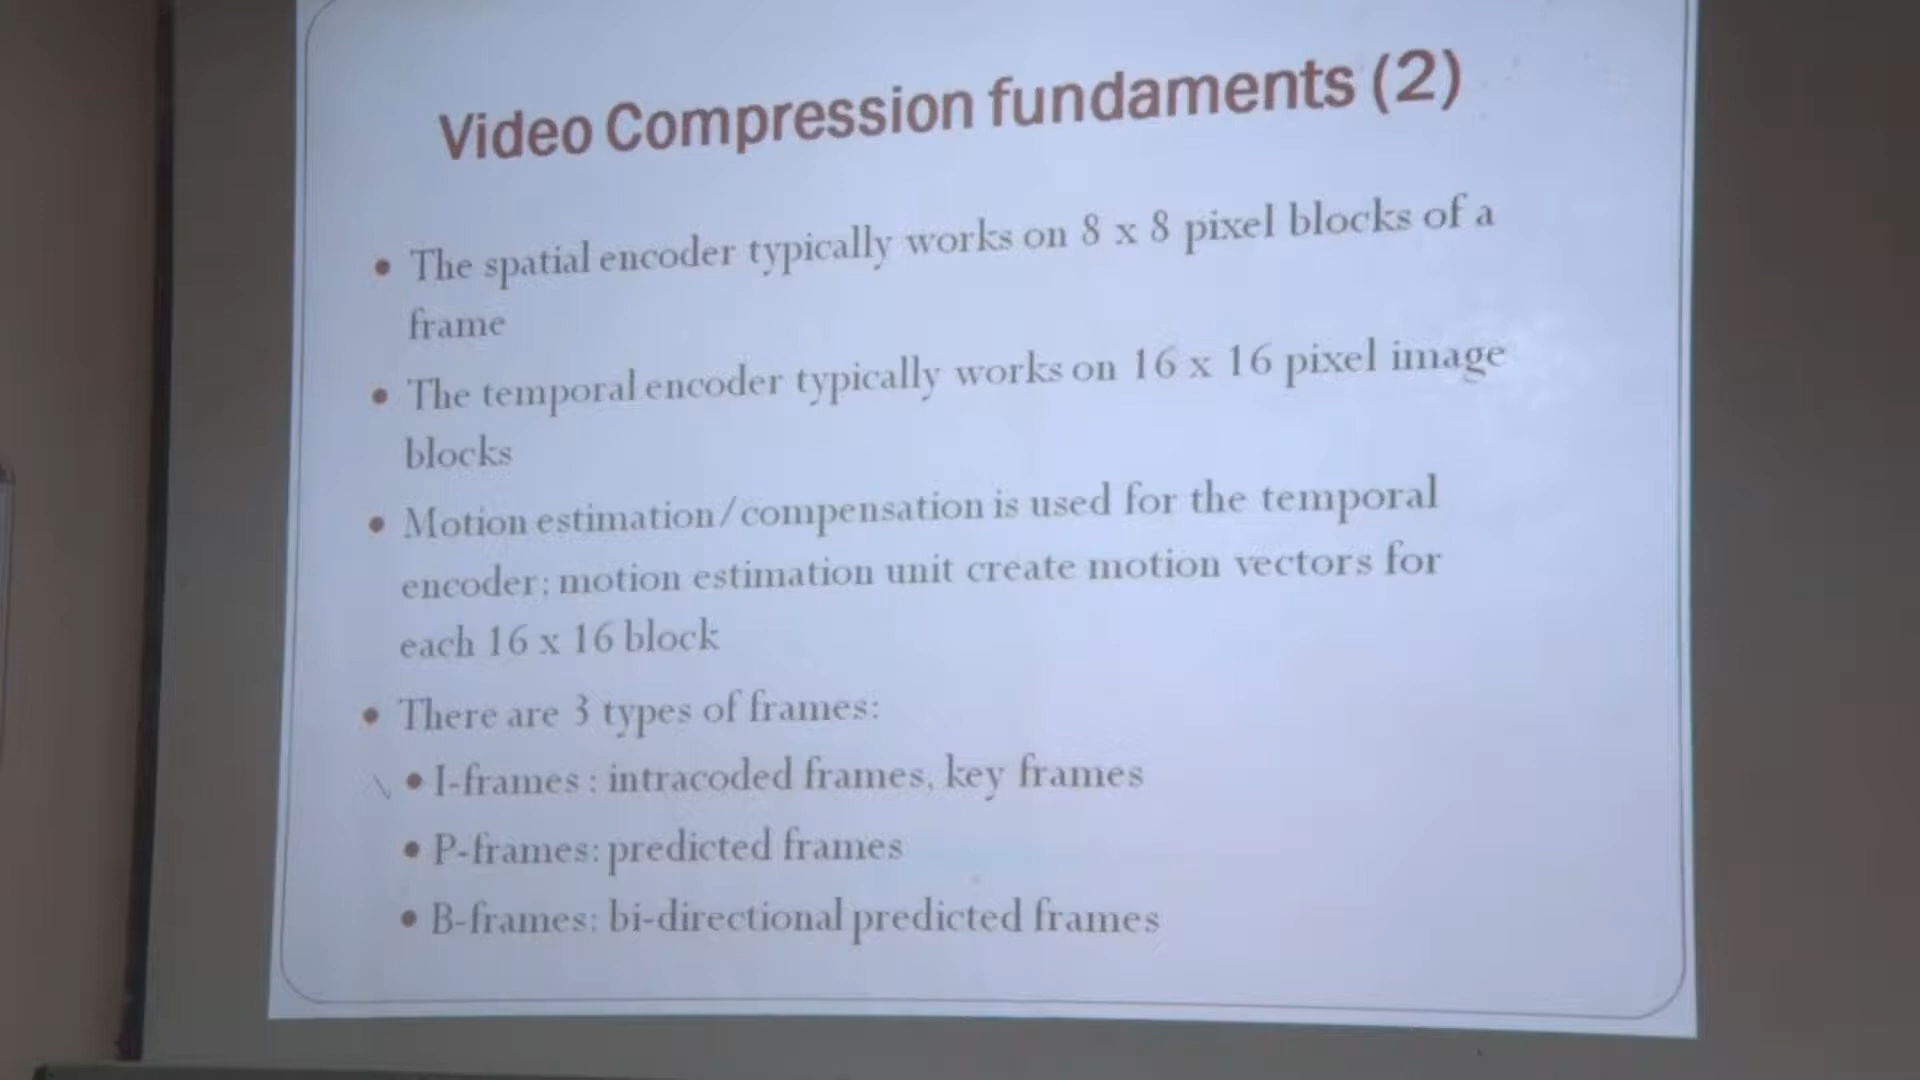 Video Compression fundaments (2)
• The spatial encoder typically works on 8 x 8 pixel blocks of a
frame
• The temporal encoder typically works on 16 x 16 pixel image
blocks
• Motion estimation/compensation is used for the temporal
encoder; motion estimation unit create motion vectors for
each 16 x 16 block
• There are 3 types of frames:
• I-frames : intracoded frames, key frames
• P-frames: predicted frames
• B-frames: bi-directional predicted frames